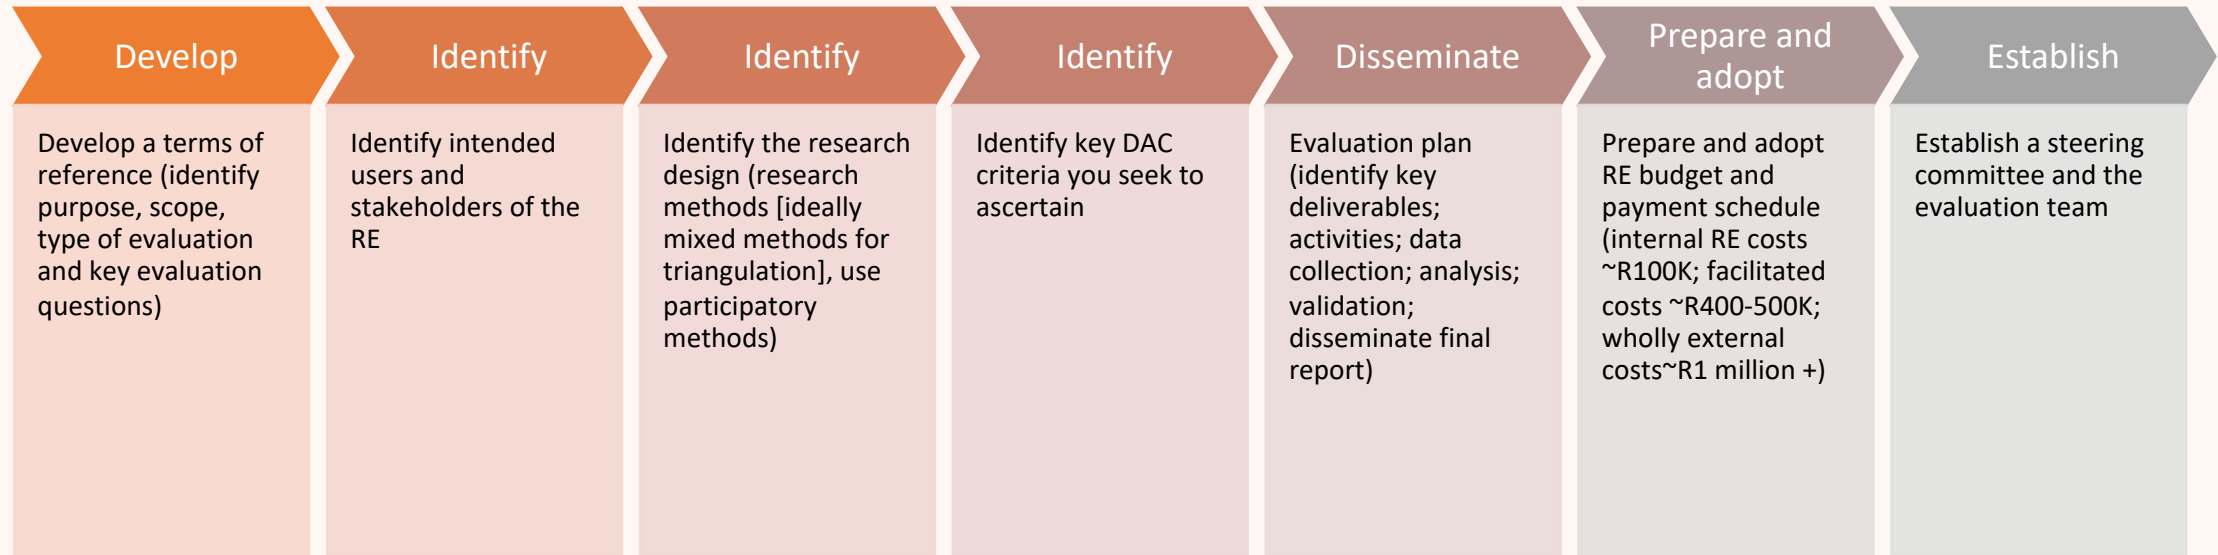 Develop
Develop a terms of
reference (identify
purpose, scope,
type of evaluation
and key evaluation
questions)
Identify
Identify intended
users and
stakeholders of the
RE
Identify
Identify the research
design (research
methods [ideally
mixed methods for
triangulation], use
participatory
methods)
Identify
Identify key DAC
criteria you seek to
ascertain
Disseminate
Evaluation plan
(identify key
deliverables;
activities; data
collection; analysis;
validation;
disseminate final
report)
Prepare and
adopt
Prepare and adopt
RE budget and
payment schedule
(internal RE costs
~R100K; facilitated
costs ~R400-500K;
wholly external
costs~R1 million +)
Establish
Establish a steering
committee and the
evaluation team